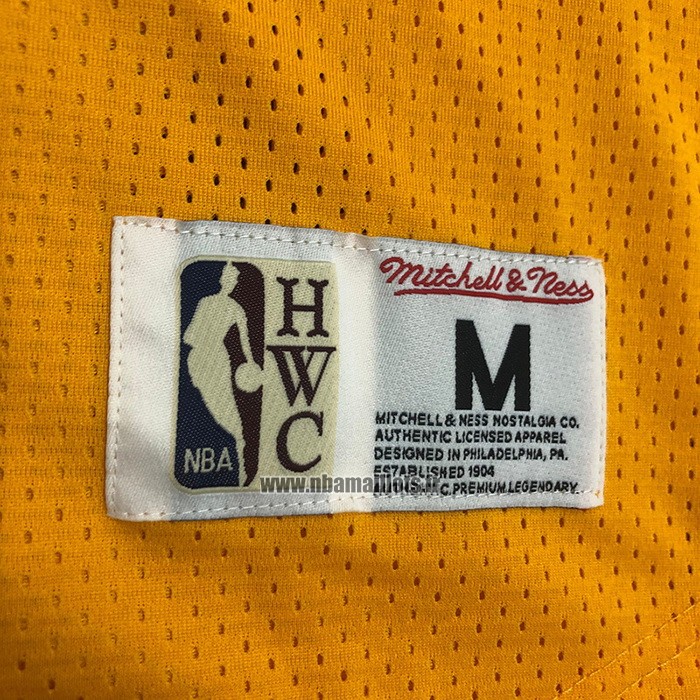 HWC
NBA
Mitchell & Ness
M
MITCHELL & NESS NOSTALGIA CO.
AUTHENTIC LICENSED APPAREL
DESIGNED IN PHILADELPHIA, PA.
ESTABLISHED 1904
PREMIUM LEGENDARY.
www.nbamaillots.fr